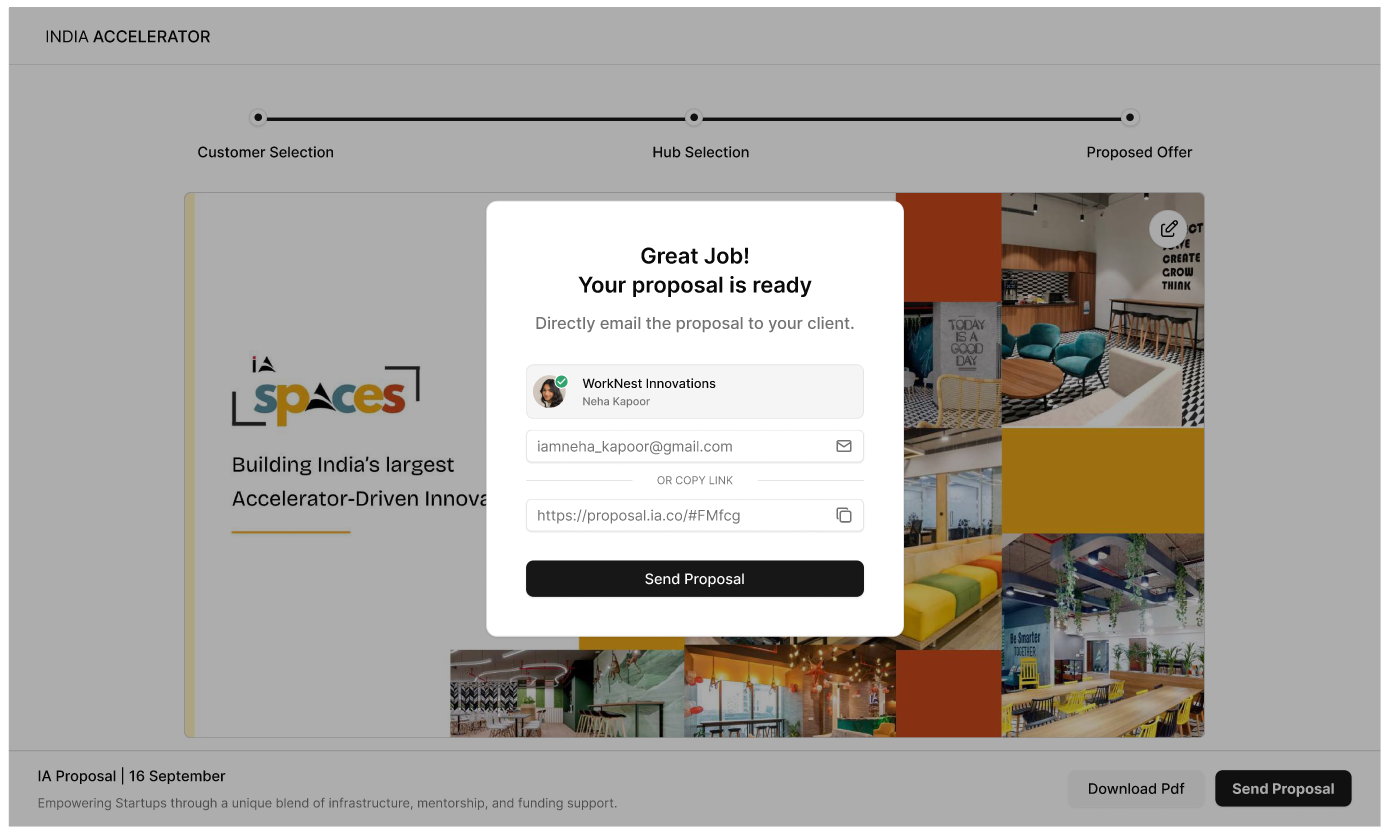 INDIA ACCELERATOR
Customer Selection
Hub Selection
Proposed Offer
iA
spaces
Building India's largest
Accelerator-Driven Innova
Great Job!
Your proposal is ready
Directly email the proposal to your client.
WorkNest Innovations
Neha Kapoor
iamneha_kapoor@gmail.com
OR COPY LINK
https://proposal.ia.co/#FMfcg
Send Proposal
CT
CREATE
GROW
THINK
TODAY
IS A
GOOD
DAY
Be Smarter
TOGETHER
IA Proposal | 16 September
Empowering Startups through a unique blend of infrastructure, mentorship, and funding support.
Download Pdf
Send Proposal